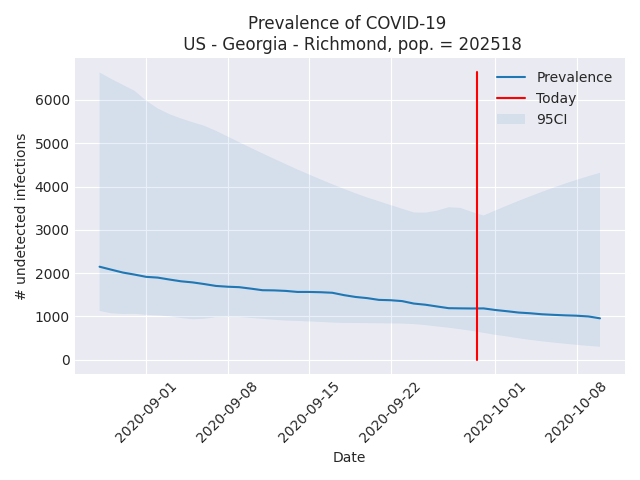 Prevalence of COVID-19
US - Georgia - Richmond, pop. = 202518
Prevalence
Today
95CI
# undetected infections
6000
5000
4000
3000
2000
1000
0
2020-09-01
2020-09-08
2020-09-15
2020-09-22
2020-10-01
2020-10-08
Date